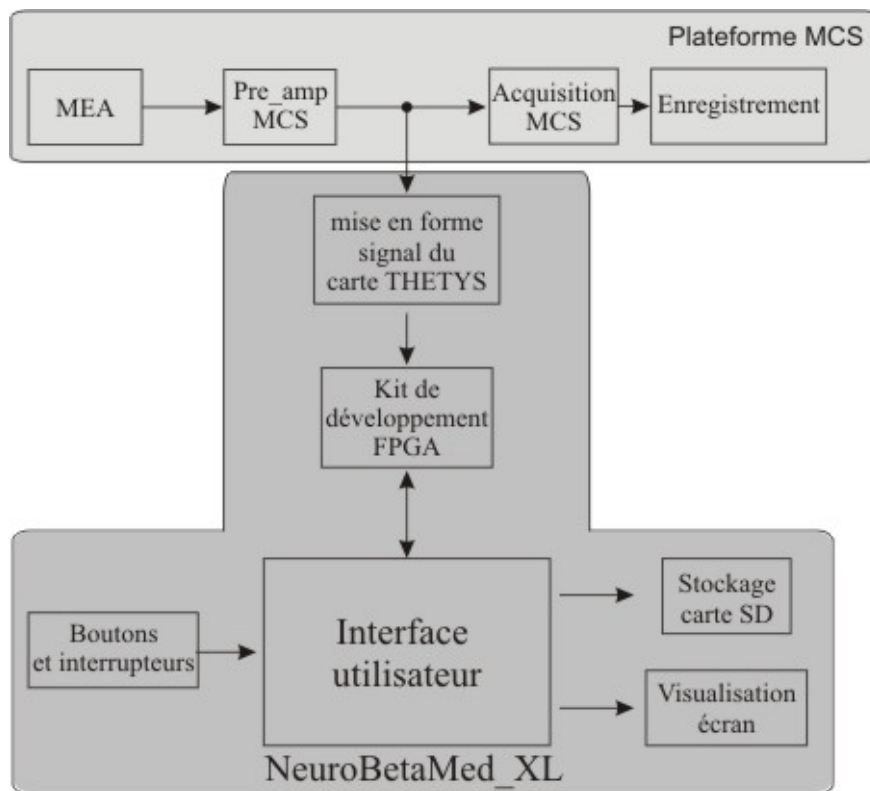 Plateforme MCS
MEA
Pre_amp
MCS
Acquisition
MCS
Enregistrement
mise en forme
signal du
carte THETYS
Kit de
développement
FPGA
Boutons
et interrupteurs
Interface
utilisateur
Stockage
carte SD
Visualisation
écran
NeuroBetaMed_XL